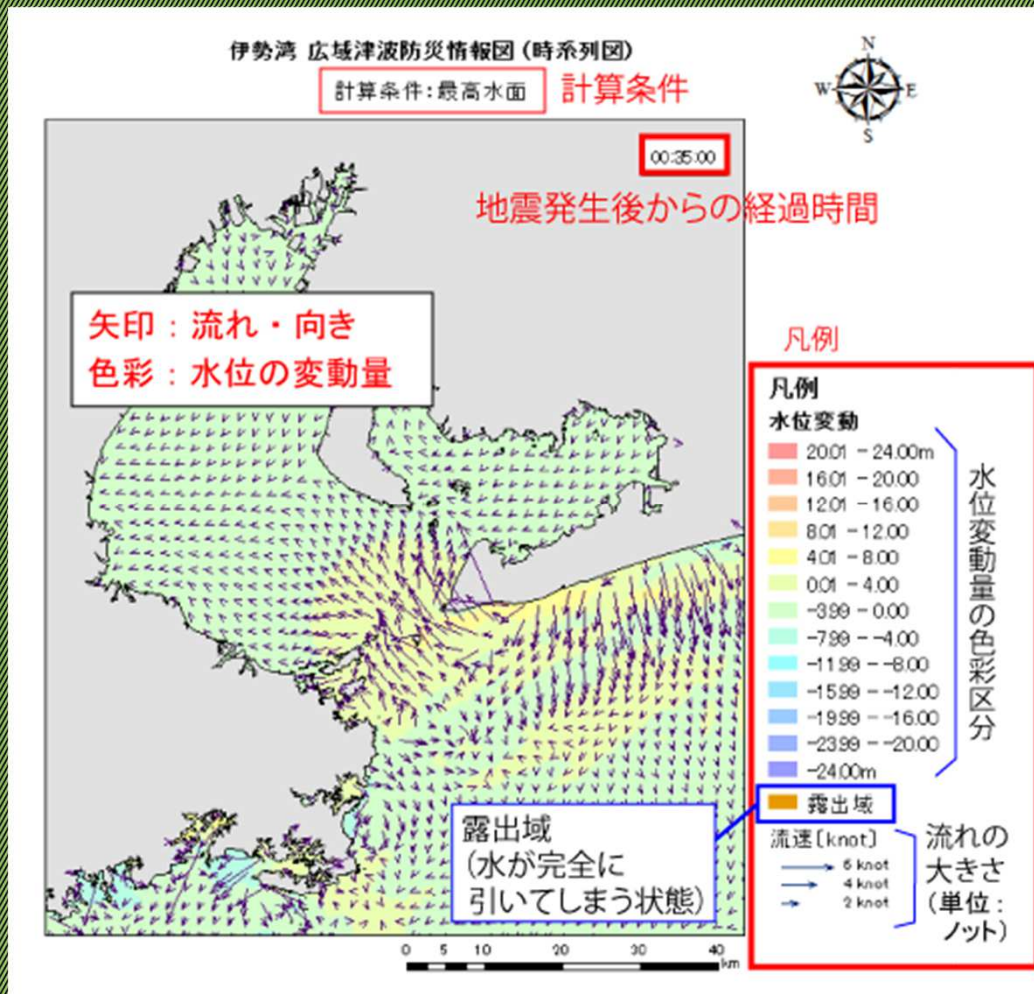 伊勢湾 広域津波防災情報図(時系列図)
計算条件:最高水面
計算条件
N
W
E
S
00:35:00
地震発生後からの経過時間
矢印:流れ・向き
色彩:水位の変動量
凡例
凡例
水位変動
20.01 - 24.00m
16.01 - 20.00
12.01 - 16.00
8.01 - 12.00
4.01 - 8.00
0.01 - 4.00
-3.99 - 0.00
-7.99 - -4.00
-11.99 - -8.00
-15.99 - -12.00
-19.99 - -16.00
-23.99 - -20.00
-24.00m
水位変動量の色彩区分
露出域
露出域
(水が完全に
引いてしまう状態)
流速[knot]
6 knot
4 knot
2 knot
流れの
大きさ
(単位:
ノット)
0 5 10 20 30 40
km